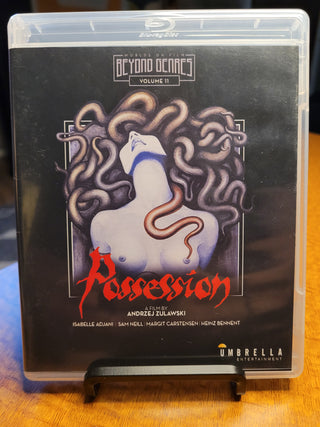 Blu-ray Disc
WORLDS ON FILM
BEYOND GENRES
VOLUME 11
Possession
A FILM BY
ANDRZEJ ZULAWSKI
ISABELLE ADJANI · SAM NEILL · MARGIT CARSTENSEN · HEINZ BENNENT
UMBRELLA
ENTERTAINMENT